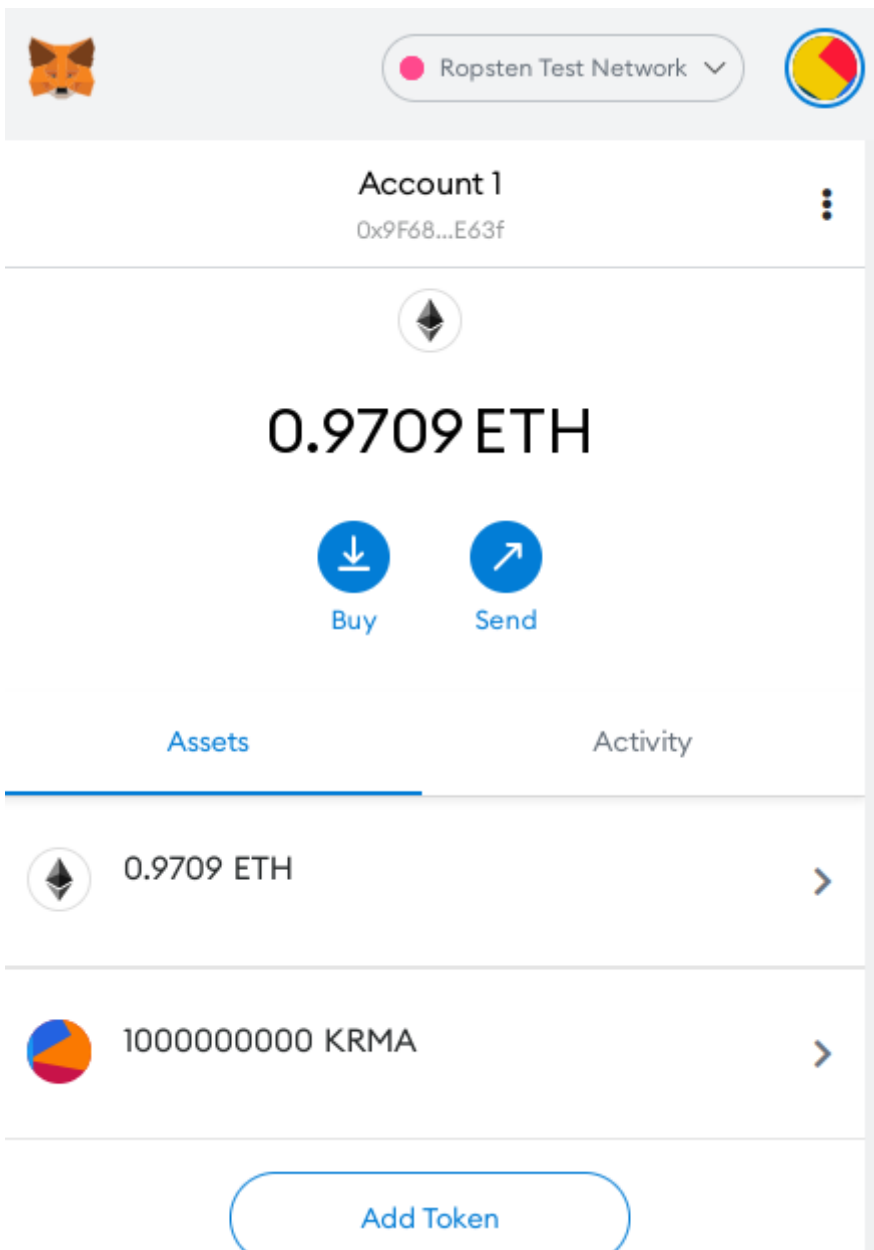 Ropsten Test Network
Account 1
0x9F68...E63f
0.9709 ETH
Buy Send
Assets Activity
0.9709 ETH
1000000000 KRMA
Add Token